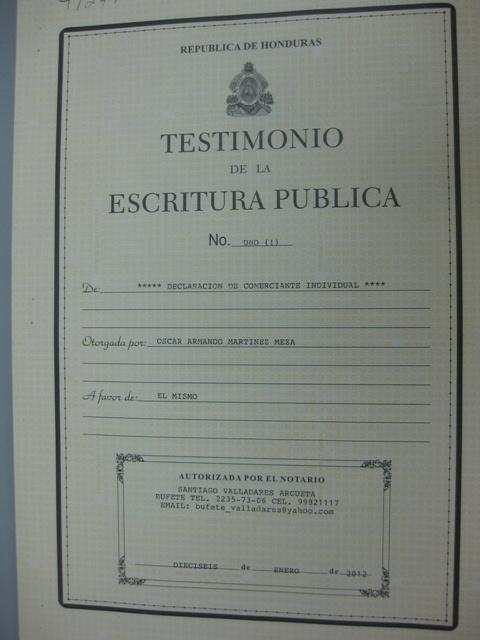 REPUBLICA DE HONDURAS
TESTIMONIO
DE LA
ESCRITURA PUBLICA
No. UNO (1)
De: ***** DECLARACION DE COMERCIANTE INDIVIDUAL ****
Otorgada por: OSCAR ARMANDO MARTINEZ MEZA
A favor de: EL MISMO
AUTORIZADA POR EL NOTARIO
SANTIAGO VALLADARES ARGUETA
BUFETE TEL. 2235-73-06 CEL. 99821117
EMAIL: bufete_valladares@yahoo.com
DIECISEIS de ENERO de 2012